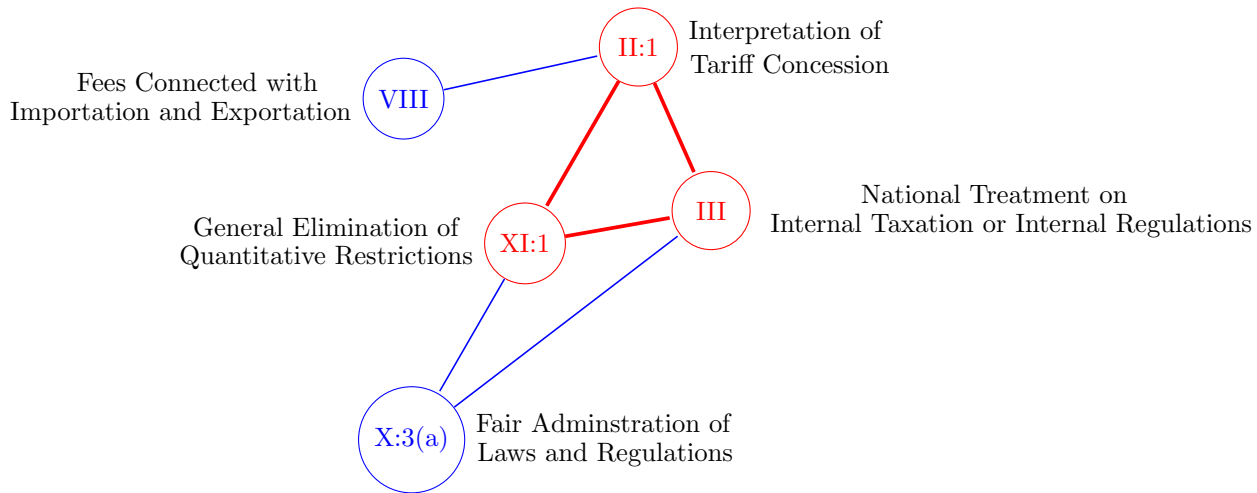 II:1
Interpretation of
Tariff Concession
Fees Connected with
Importation and Exportation
VIII
III
National Treatment on
Internal Taxation or Internal Regulations
General Elimination of
Quantitative Restrictions
XI:1
X:3(a)
Fair Adminstration of
Laws and Regulations